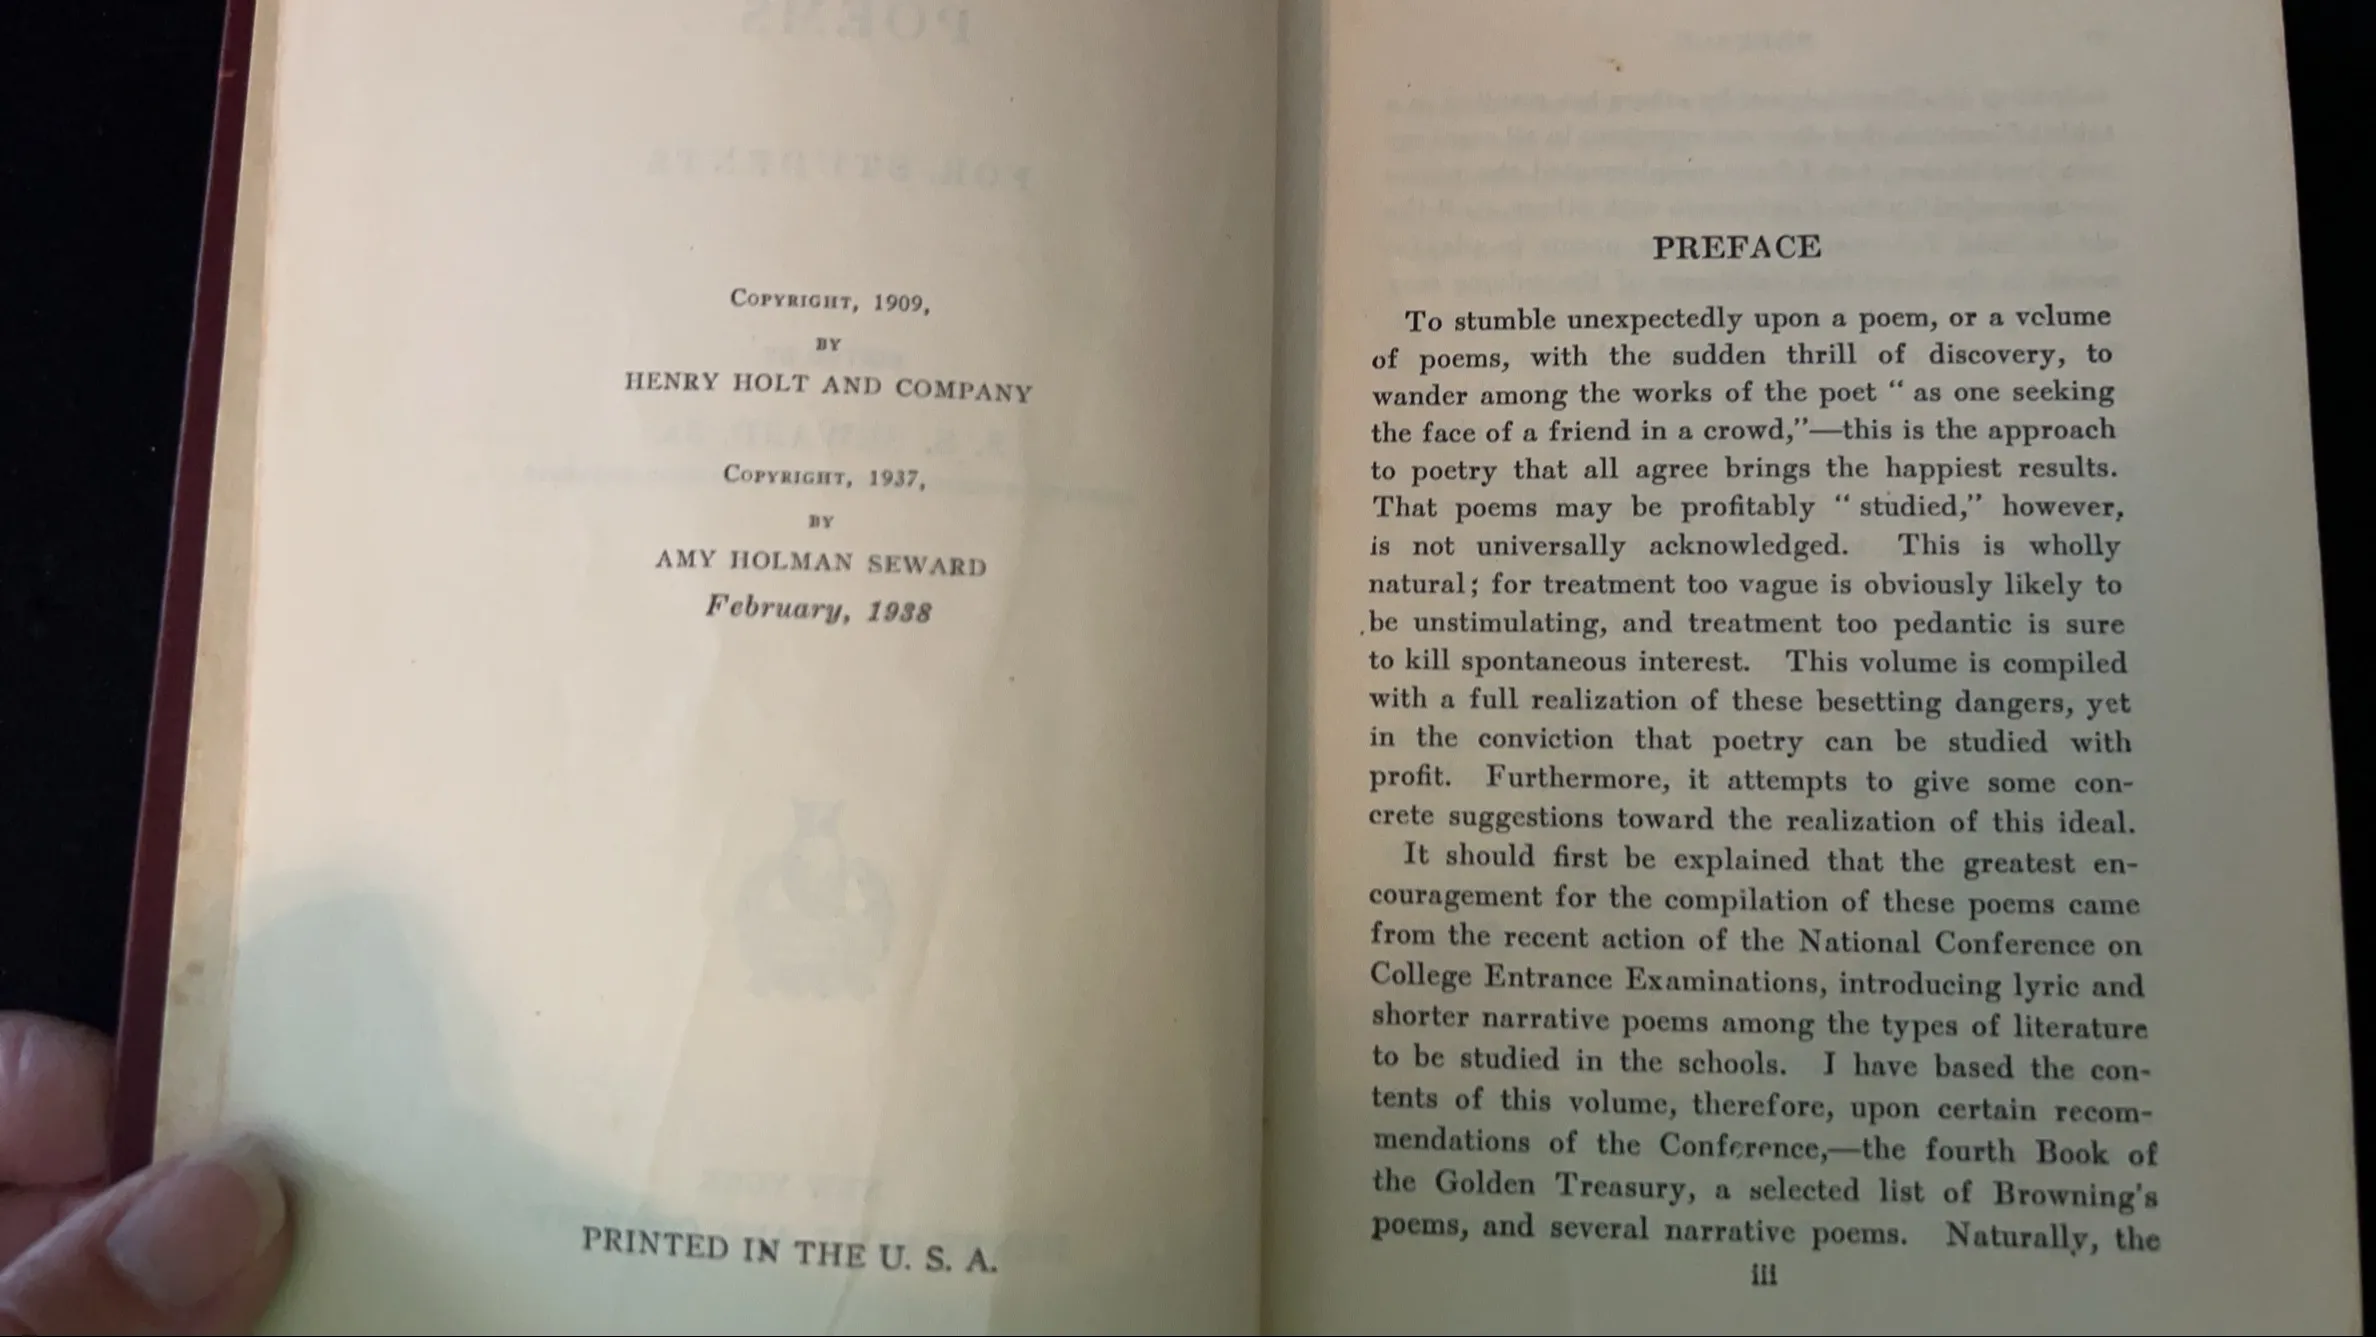 COPYRIGHT, 1909,
BY
HENRY HOLT AND COMPANY
COPYRIGHT, 1937,
BY
AMY HOLMAN SEWARD
February, 1938
PRINTED IN THE U. S. A.
PREFACE
To stumble unexpectedly upon a poem, or a volume
of poems, with the sudden thrill of discovery, to
wander among the works of the poet “ as one seeking
the face of a friend in a crowd,”—this is the approach
to poetry that all agree brings the happiest results.
That poems may be profitably “ studied,” however,
is not universally acknowledged. This is wholly
natural; for treatment too vague is obviously likely to
be unstimulating, and treatment too pedantic is sure
to kill spontaneous interest. This volume is compiled
with a full realization of these besetting dangers, yet
in the conviction that poetry can be studied with
profit. Furthermore, it attempts to give some con-
crete suggestions toward the realization of this ideal.
It should first be explained that the greatest en-
couragement for the compilation of these poems came
from the recent action of the National Conference on
College Entrance Examinations, introducing lyric and
shorter narrative poems among the types of literature
to be studied in the schools. I have based the con-
tents of this volume, therefore, upon certain recom-
mendations of the Conference,—the fourth Book of
the Golden Treasury, a selected list of Browning's
poems, and several narrative poems. Naturally, the
iii